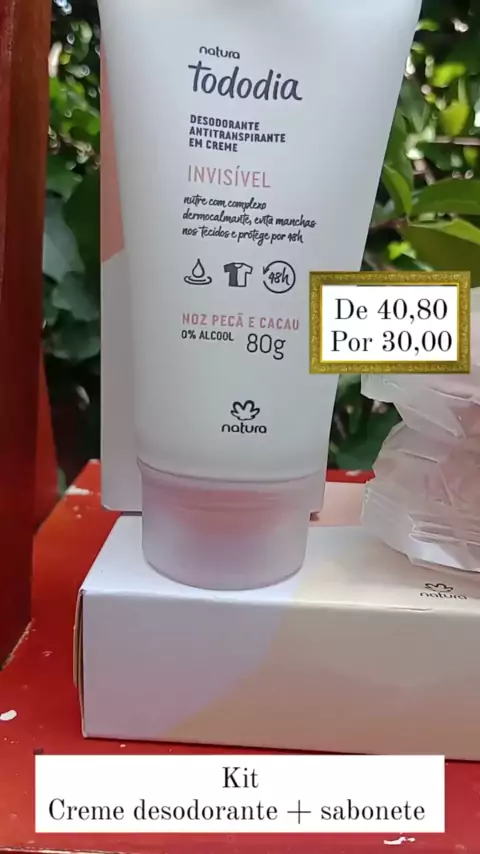 natura
Tododia
DESODORANTE
ANTITRANSPIRANTE
EM CREME
INVISÍVEL
nutre com complexo
dermocalmante, evita manchas
nos tecidos e protege por 48h
48h
NOZ PECÃ E CACAU
0% ALCOOL 80g
natura
De 40,80
Por 30,00
natura
Kit
Creme desodorante + sabonete